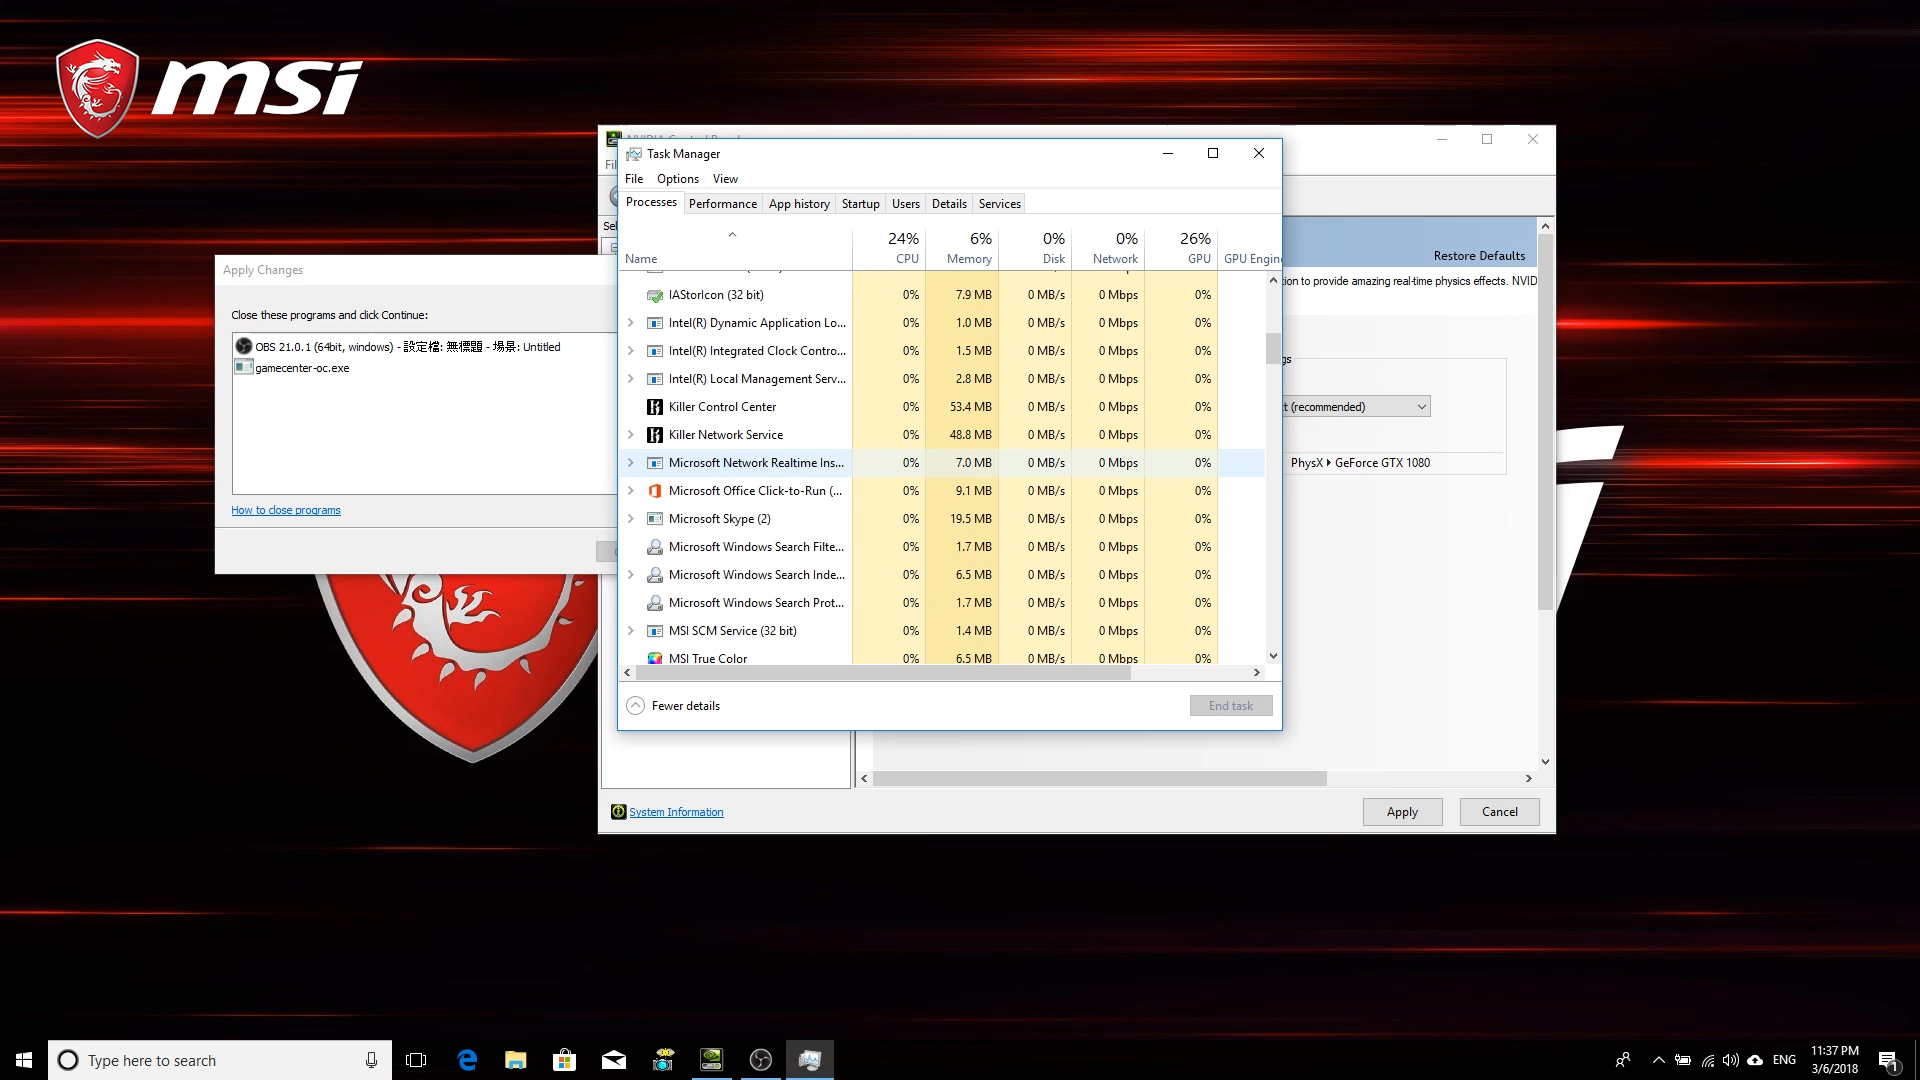 msi
Task Manager
File Options View
Processes Performance App history Startup Users Details Services
24% 6% 0% 0% 26%
Name CPU Memory Disk Network GPU GPU Engine
IAStorIcon (32 bit) 0% 7.9 MB 0 MB/s 0 Mbps 0%
Intel(R) Dynamic Application Lo... 0% 1.0 MB 0 MB/s 0 Mbps 0%
Intel(R) Integrated Clock Contro... 0% 1.5 MB 0 MB/s 0 Mbps 0%
Intel(R) Local Management Serv... 0% 2.8 MB 0 MB/s 0 Mbps 0%
Killer Control Center 0% 53.4 MB 0 MB/s 0 Mbps 0%
Killer Network Service 0% 48.8 MB 0 MB/s 0 Mbps 0%
Microsoft Network Realtime Ins... 0% 7.0 MB 0 MB/s 0 Mbps 0%
Microsoft Office Click-to-Run (... 0% 9.1 MB 0 MB/s 0 Mbps 0%
Microsoft Skype (2) 0% 19.5 MB 0 MB/s 0 Mbps 0%
Microsoft Windows Search Filte... 0% 1.7 MB 0 MB/s 0 Mbps 0%
Microsoft Windows Search Inde... 0% 6.5 MB 0 MB/s 0 Mbps 0%
Microsoft Windows Search Prot... 0% 1.7 MB 0 MB/s 0 Mbps 0%
MSI SCM Service (32 bit) 0% 1.4 MB 0 MB/s 0 Mbps 0%
MSI True Color 0% 6.5 MB 0 MB/s 0 Mbps 0%
Fewer details End task
Apply Changes
Close these programs and click Continue:
OBS 21.0.1 (64bit, windows) - 設定檔: 無標題 - 場景: Untitled
gamecenter-oc.exe
How to close programs
Restore Defaults
tion to provide amazing real-time physics effects. NVID
gs
t (recommended)
PhysX GeForce GTX 1080
System Information
Apply Cancel
Type here to search
ENG
11:37 PM
3/6/2018
1